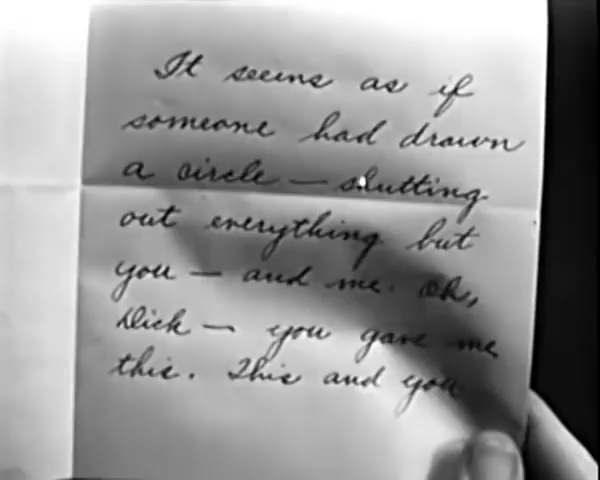 It seems as if
someone had drawn
a circle — shutting
out everything but
you — and me. Oh,
Dick — you gave me
this. This and you